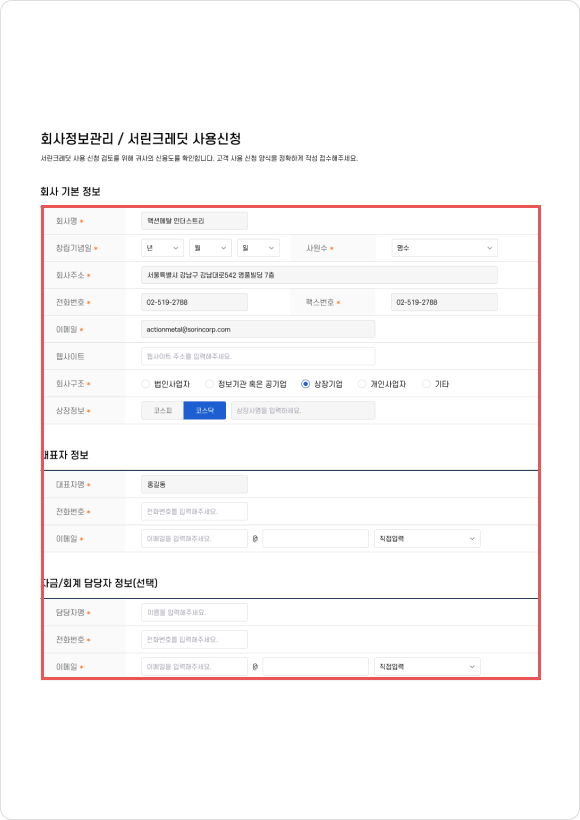 회사정보관리 / 서린크레딧 사용신청
서린크레딧 사용 신청 검토를 위해 귀사의 신용도를 확인합니다. 고객 사용 신청 양식을 정확하게 작성 접수해주세요.
회사 기본 정보
회사명 * 액션메탈 인더스트리
창립기념일 * 년 월 일 사원수 * 명수
회사주소 * 서울특별시 강남구 강남대로542 영풍빌딩 7층
전화번호 * 02-519-2788 팩스번호 * 02-519-2788
이메일 * actionmetal@sorincorp.com
웹사이트 웹사이트 주소를 입력해주세요.
회사구조 * 법인사업자 정보기관 혹은 공기업 상장기업 개인사업자 기타
상장정보 * 코스피 코스닥 상장사명을 입력하세요.
대표자 정보
대표자명 * 홍길동
전화번호 * 전화번호를 입력해주세요.
이메일 * 이메일을 입력해주세요. @ 직접입력
자금/회계 담당자 정보(선택)
담당자명 * 이름을 입력해주세요.
전화번호 * 전화번호를 입력해주세요.
이메일 * 이메일을 입력해주세요. @ 직접입력